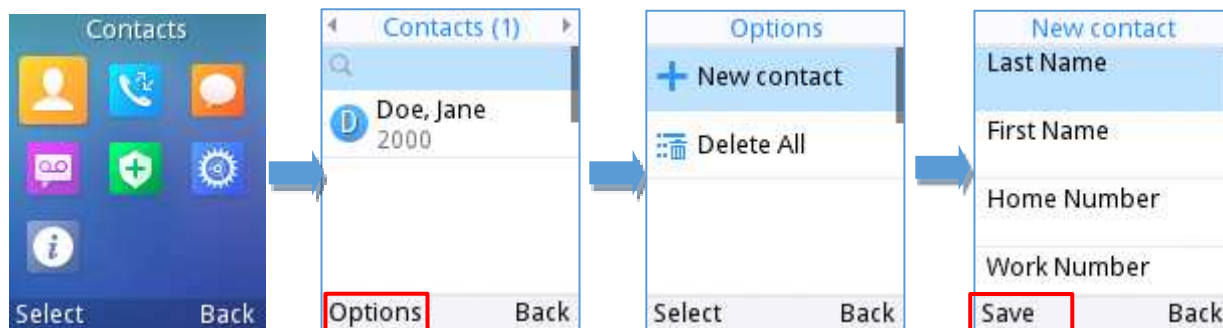 Contacts
Select Back
Contacts (1)
D
Doe, Jane
2000
Options Back
Options
New contact
Delete All
Select Back
New contact
Last Name
First Name
Home Number
Work Number
Save Back